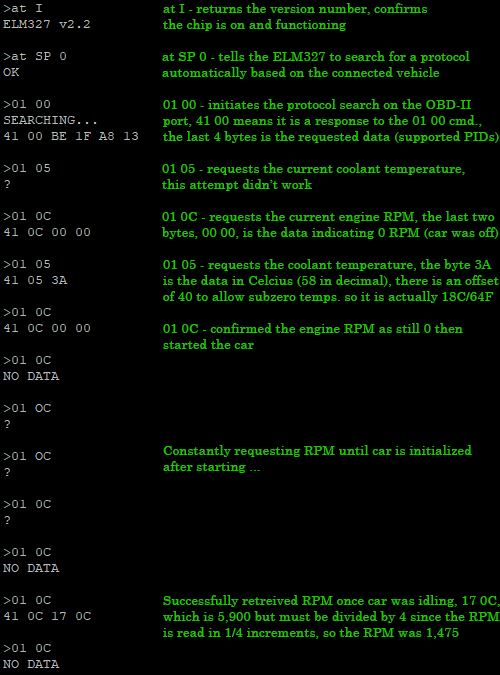 >at I
at I - returns the version number, confirms
ELM327 v2.2
the chip is on and functioning
>at SP 0
at SP 0 - tells the ELM327 to search for a protocol
OK
automatically based on the connected vehicle
>01 00
01 00 - initiates the protocol search on the OBD-II
SEARCHING...
port, 41 00 means it is a response to the 01 00 cmd.,
41 00 BE 1F A8 13
the last 4 bytes is the requested data (supported PIDs)
>01 05
01 05 - requests the current coolant temperature,
?
this attempt didn't work
>01 0C
01 0C - requests the current engine RPM, the last two
41 0C 00 00
bytes, 00 00, is the data indicating 0 RPM (car was off)
>01 05
01 05 - requests the coolant temperature, the byte 3A
41 05 3A
is the data in Celcius (58 in decimal), there is an offset
of 40 to allow subzero temps. so it is actually 18C/64F
>01 0C
41 0C 00 00
01 0C - confirmed the engine RPM as still 0 then
started the car
>01 0C
NO DATA
>01 OC
?
>01 OC
Constantly requesting RPM until car is initialized
?
after starting ...
>01 0C
?
>01 0C
NO DATA
>01 0C
Successfully retreived RPM once car was idling, 17 0C,
41 0C 17 0C
which is 5,900 but must be divided by 4 since the RPM
is read in 1/4 increments, so the RPM was 1,475
>01 0C
NO DATA